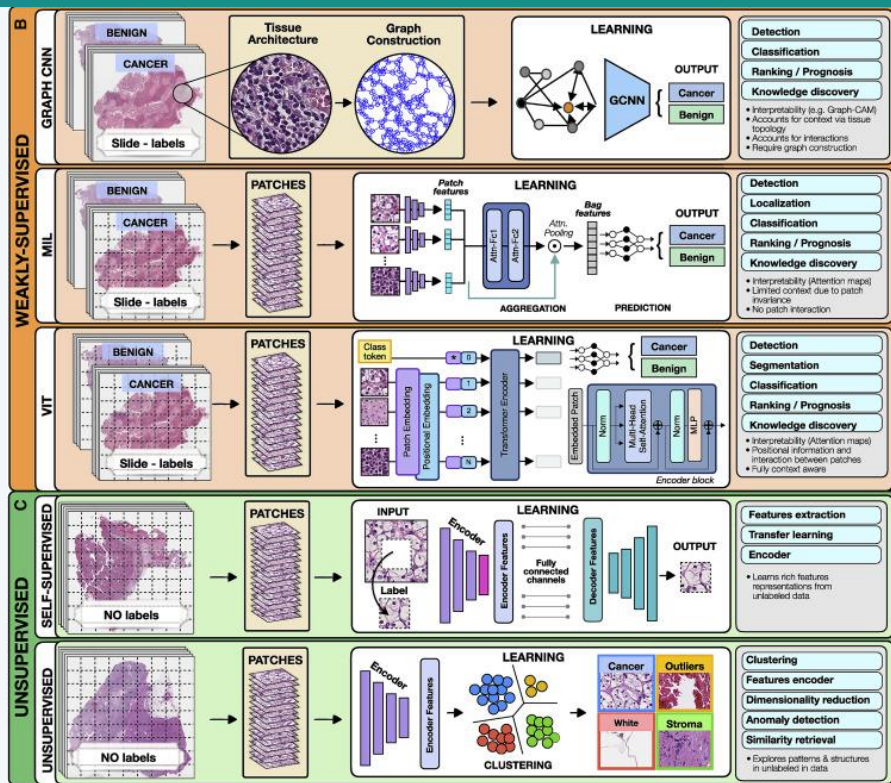 B
WEAKLY-SUPERVISED
GRAPH CNN
BENIGN
CANCER
Slide - labels
Tissue
Architecture
Graph
Construction
LEARNING
GCNN
OUTPUT
Cancer
Benign
Detection
Classification
Ranking / Prognosis
Knowledge discovery
• Interpretability (e.g. Graph-CAM)
• Accounts for context via tissue
topology
• Accounts for interactions
• Require graph construction
MIL
BENIGN
CANCER
Slide - labels
PATCHES
LEARNING
Patch
features
Attn-Fc1
Attn-Fc2
Attn.
Pooling
Bag
features
AGGREGATION
PREDICTION
OUTPUT
Cancer
Benign
Detection
Localization
Classification
Ranking / Prognosis
Knowledge discovery
• Interpretability (Attention maps)
• Limited context due to patch
invariance
• No patch interaction
VIT
BENIGN
CANCER
Slide - labels
PATCHES
LEARNING
Class
token
Patch Embedding
Positional Embedding
* 0
1
2
N
Transformer Encoder
Cancer
Benign
Embedded Patch
Norm
Multi-Head
Self-Attention
Norm
MLP
Encoder block
Detection
Segmentation
Classification
Ranking / Prognosis
Knowledge discovery
• Interpretability (Attention maps)
• Positional information and
interaction between patches
• Fully context aware
C
UNSUPERVISED
SELF-SUPERVISED
NO labels
PATCHES
LEARNING
INPUT
Label
Encoder
Encoder Features
Fully
connected
channels
Decoder Features
OUTPUT
Features extraction
Transfer learning
Encoder
• Learns rich features
representations from
unlabeled data
UNSUPERVISED
NO labels
PATCHES
LEARNING
Encoder
Encoder Features
CLUSTERING
Cancer
Outliers
White
Stroma
Clustering
Features encoder
Dimensionality reduction
Anomaly detection
Similarity retrieval
• Explores patterns & structures
in unlabeled in data